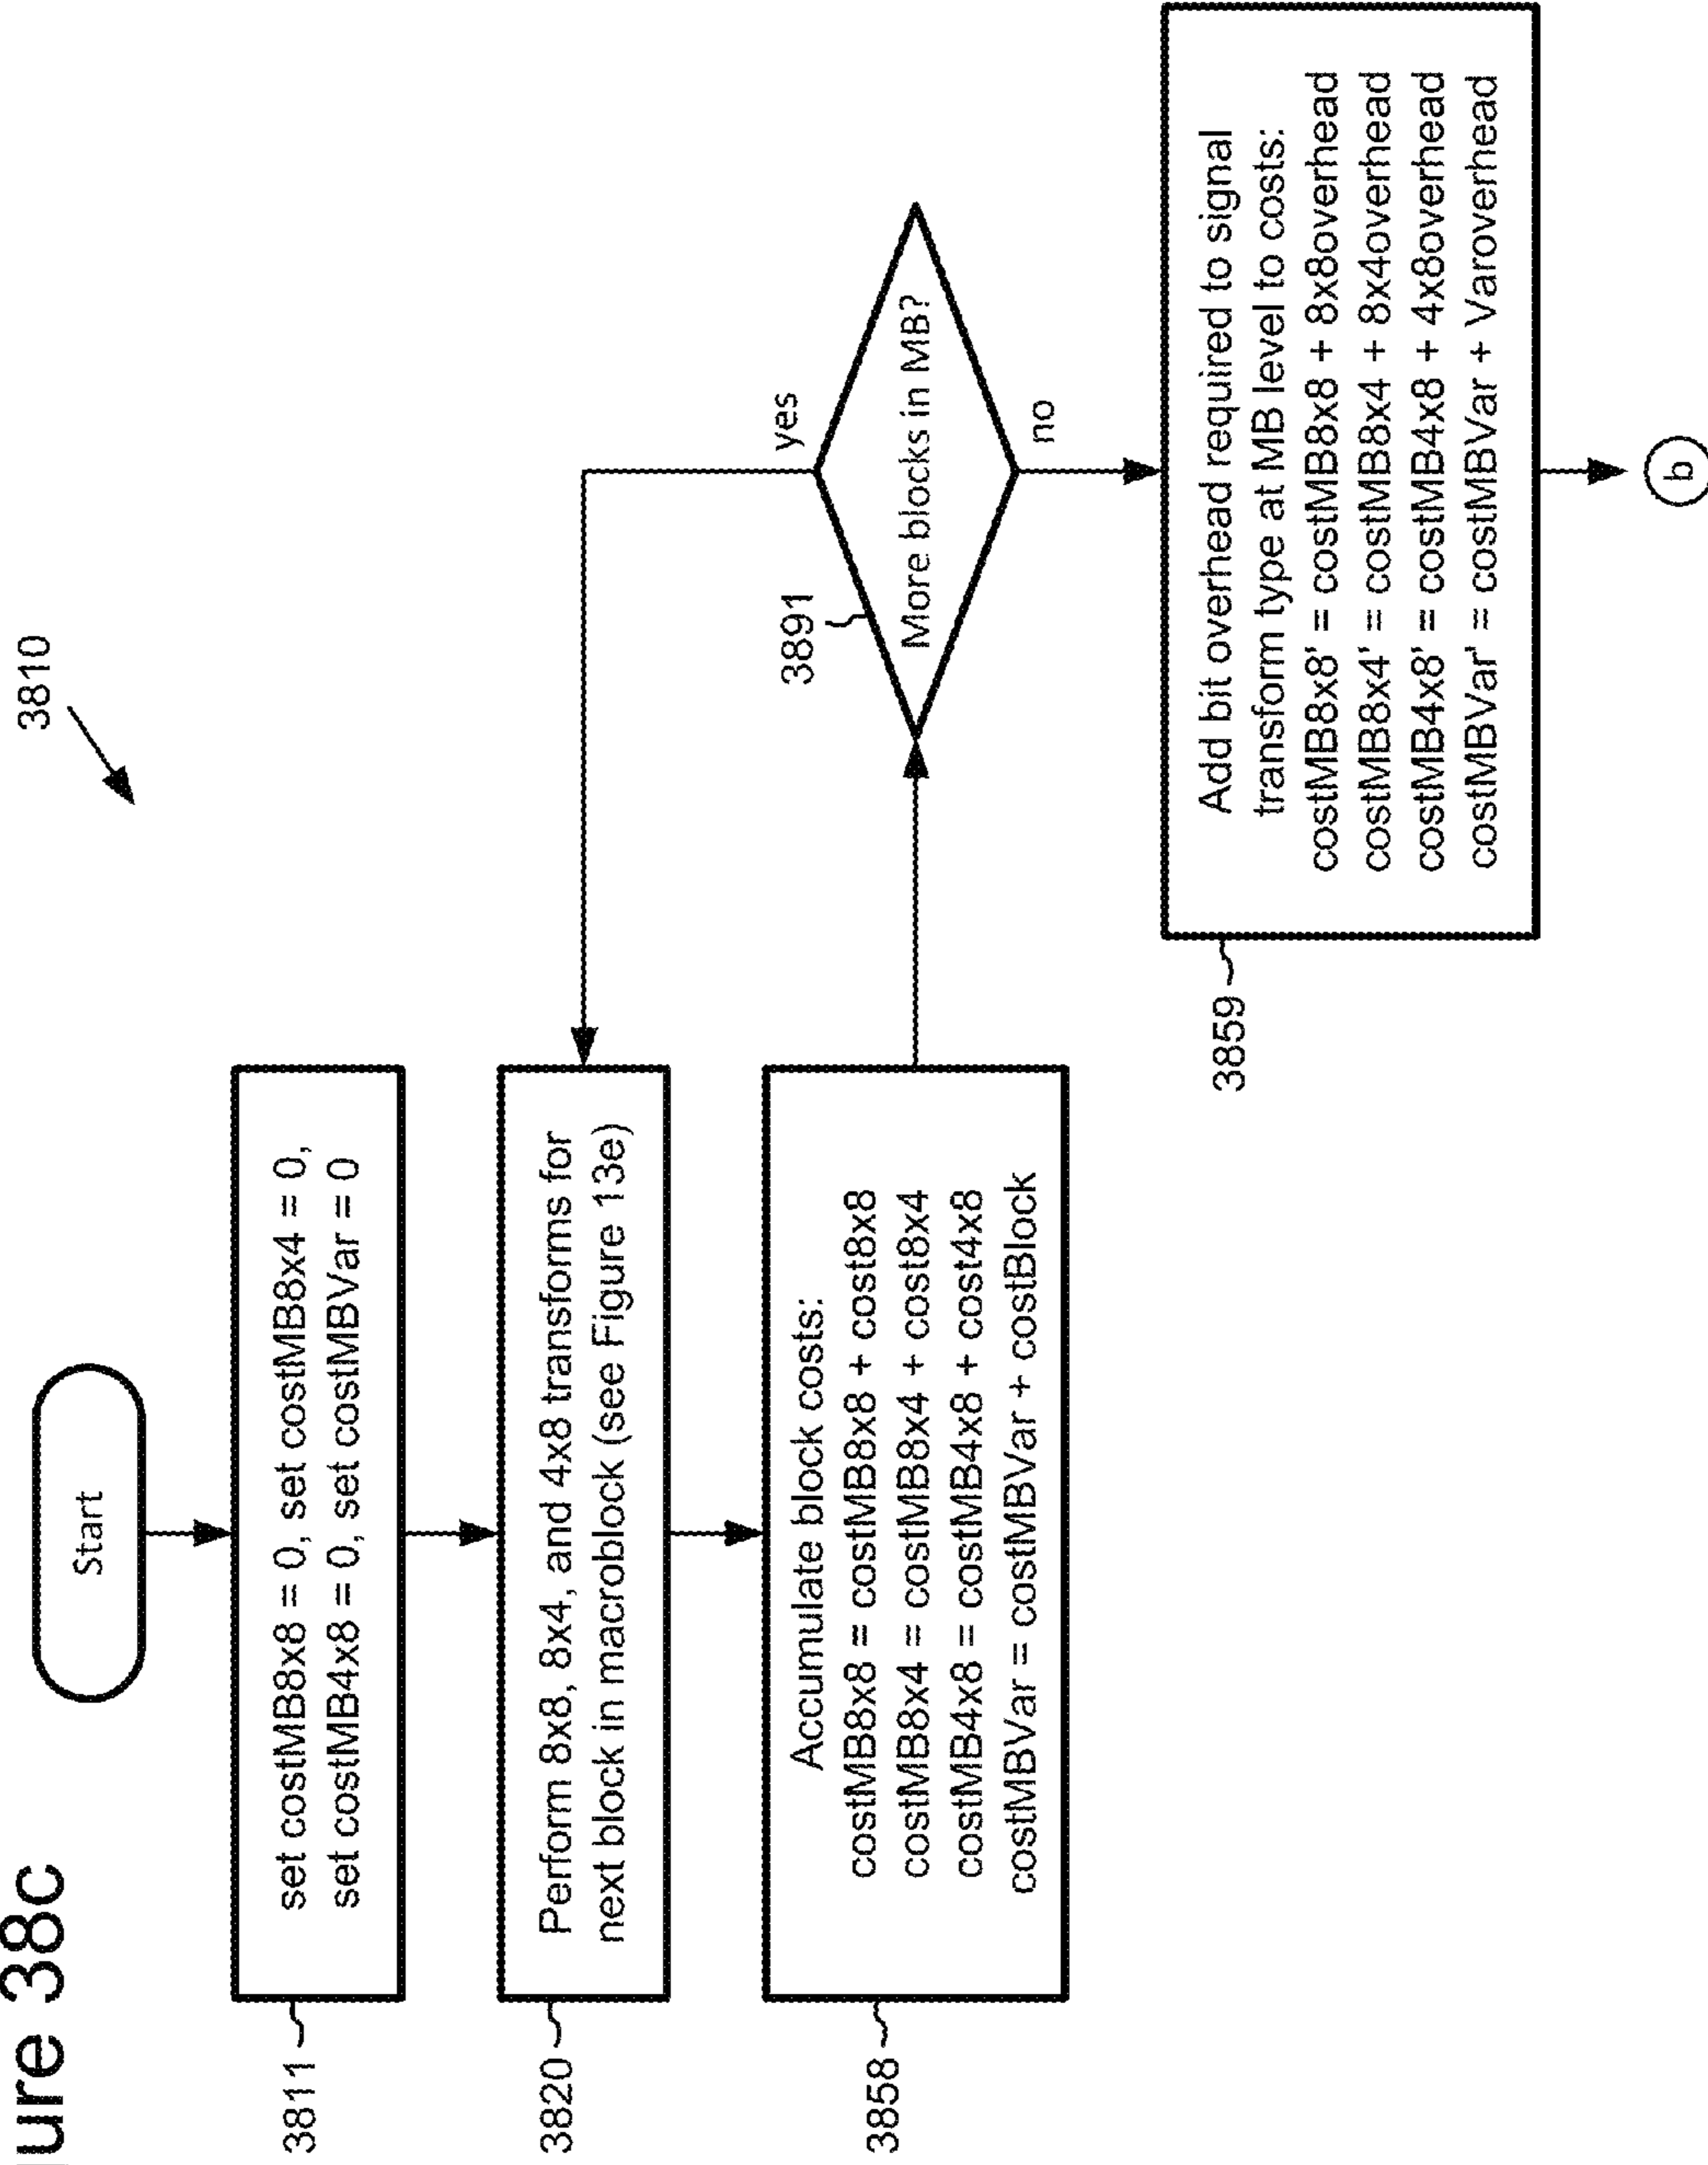 ure 38c
3810
Start
3811
set costMB8x8 = 0, set costMB8x4 = 0,
set costMB4x8 = 0, set costMBVar = 0
3820
Perform 8x8, 8x4, and 4x8 transforms for
next block in macroblock (see Figure 13e)
3858
Accumulate block costs:
costMB8x8 = costMB8x8 + cost8x8
costMB8x4 = costMB8x4 + cost8x4
costMB4x8 = costMB4x8 + cost4x8
costMBVar = costMBVar + costBlock
3891
More blocks in MB?
yes
no
3859
Add bit overhead required to signal
transform type at MB level to costs:
costMB8x8' = costMB8x8 + 8x8overhead
costMB8x4' = costMB8x4 + 8x4overhead
costMB4x8' = costMB4x8 + 4x8overhead
costMBVar' = costMBVar + Varoverhead
b